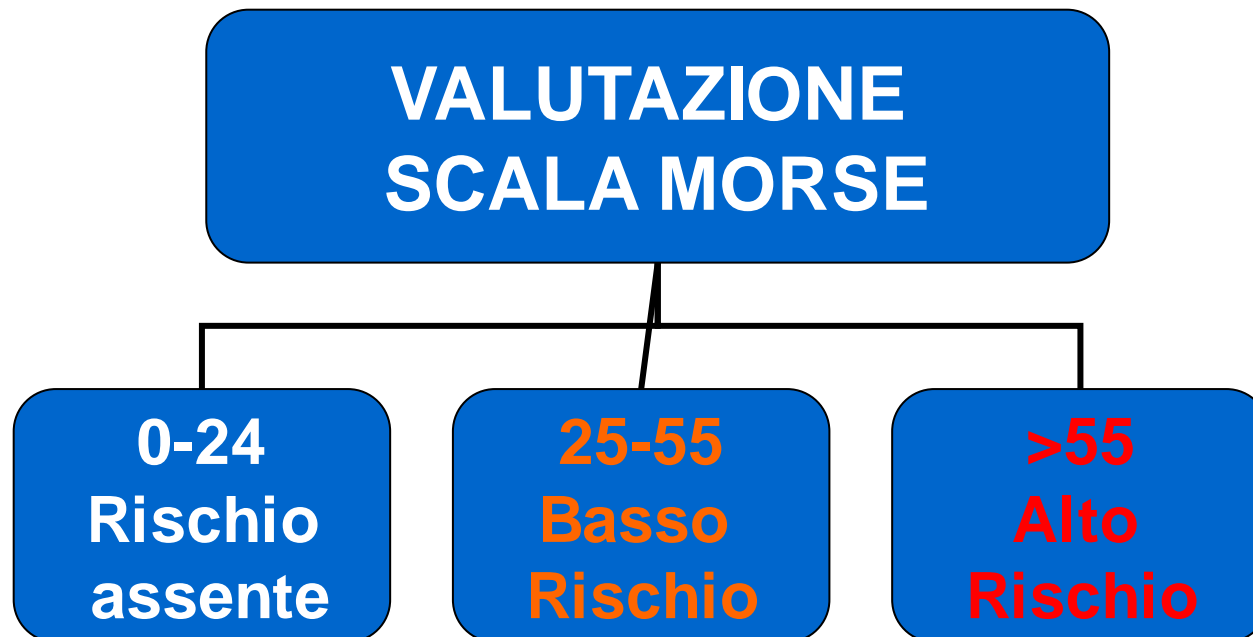 VALUTAZIONE
SCALA MORSE
0-24
Rischio
assente
25-55
Basso
Rischio
>55
Alto
Rischio